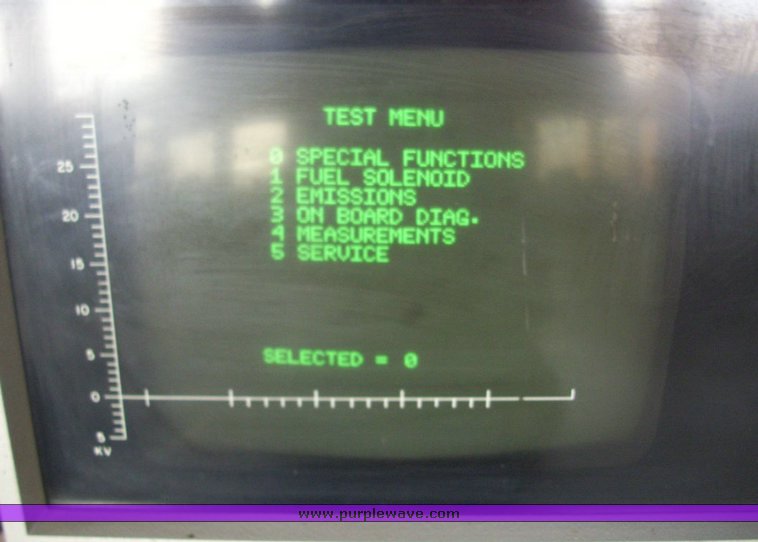 TEST MENU
0 SPECIAL FUNCTIONS
1 FUEL SOLENOID
2 EMISSIONS
3 ON BOARD DIAG.
4 MEASUREMENTS
5 SERVICE
SELECTED = 0
25
20
15
10
5
0
5
KV
www.purplewave.com